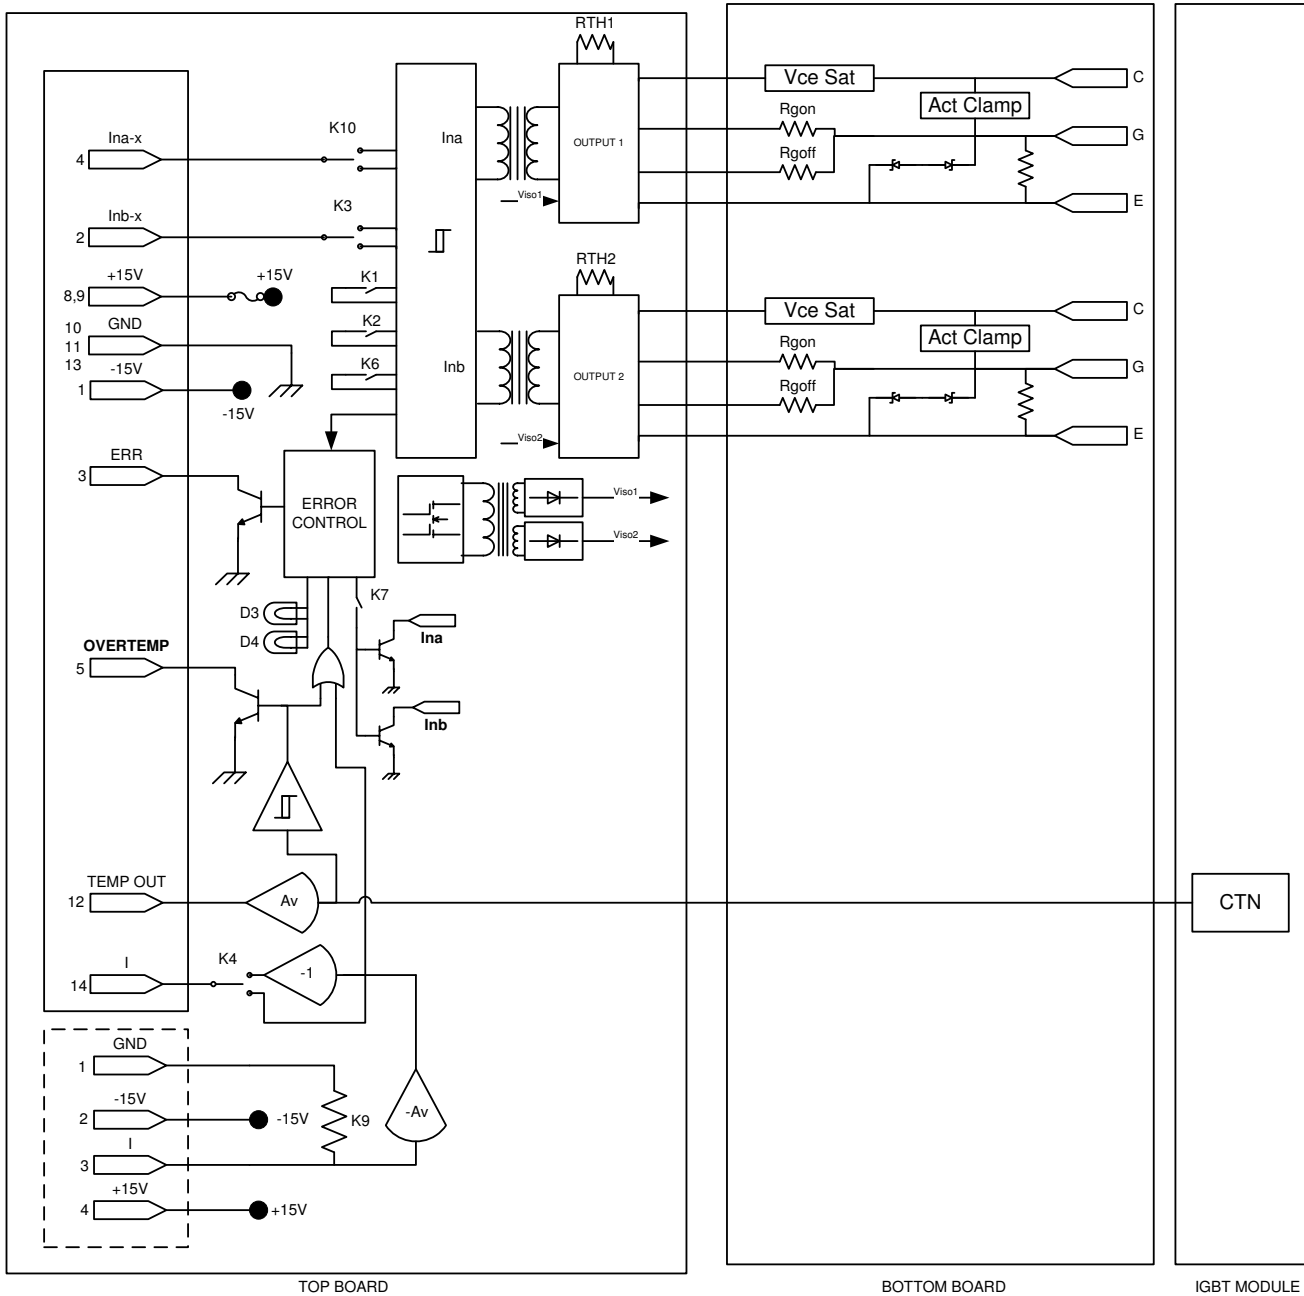 RTH1
Vce Sat
C
Act Clamp
Rgon
K10
Ina-x
Ina
OUTPUT 1
G
4
Rgoff
Viso1
K3
E
Inb-x
2
RTH2
+15V
+15V
K1
8,9
Vce Sat
C
10
GND
K2
Act Clamp
11
Rgon
13
-15V
K6
Inb
OUTPUT 2
G
1
Rgoff
-15V
Viso2
E
ERR
3
ERROR
CONTROL
Viso1
Viso2
K7
D3
Ina
D4
OVERTEMP
5
Inb
TEMP OUT
12
Av
CTN
I
K4
-1
14
GND
1
-15V
2
-15V
K9
-Av
I
3
+15V
4
+15V
TOP BOARD
BOTTOM BOARD
IGBT MODULE